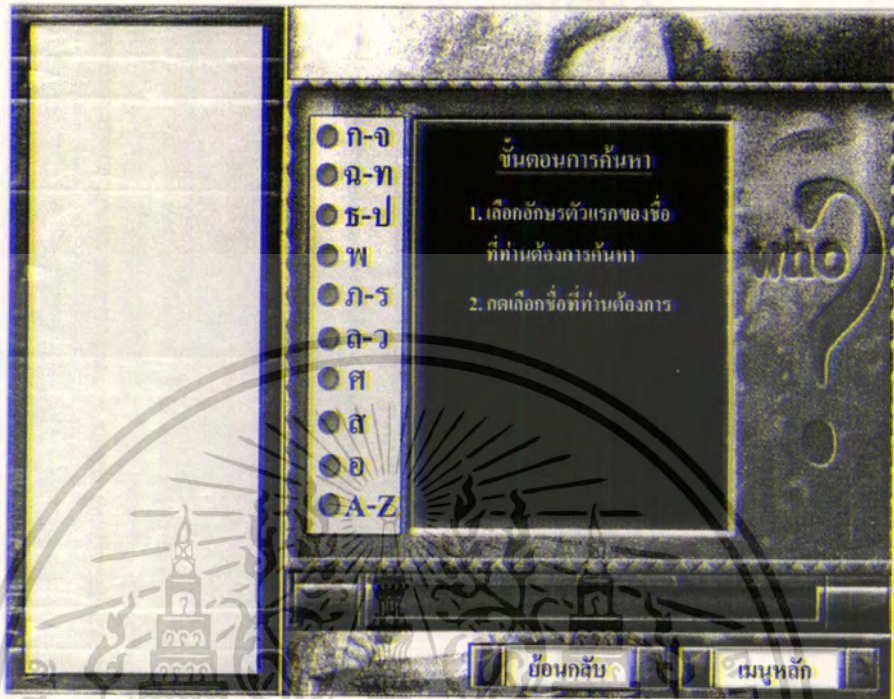 ก-จ
ฉ-ท
ธ-ป
พ
ภ-ร
ล-ว
ศ
ส
อ
A-Z
ขั้นตอนการค้นหา
1. เลือกอักษรตัวแรกของชื่อ
ที่ท่านต้องการค้นหา
2. กดเลือกชื่อที่ท่านต้องการ
who?
ย้อนกลับ
เมนูหลัก